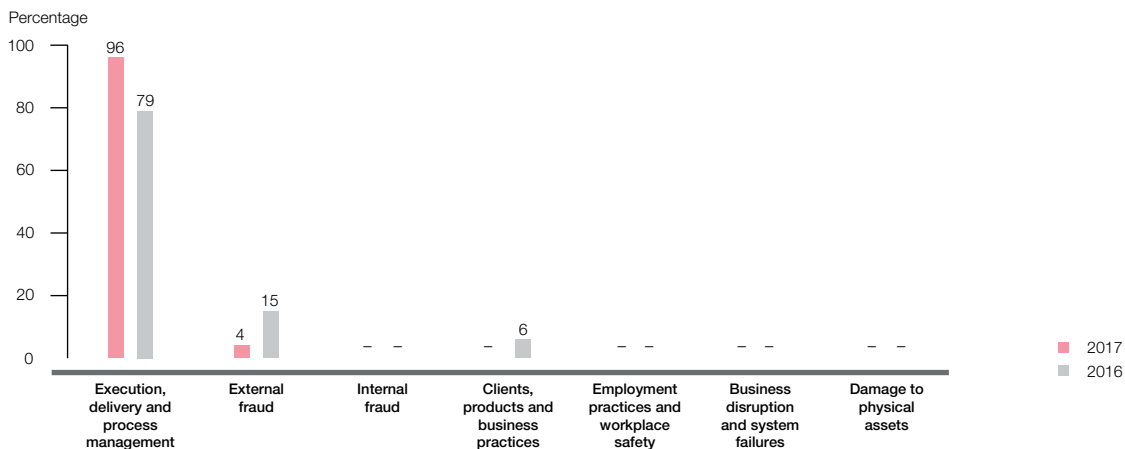 Percentage
100
80
60
40
20
0
96
79
4
15
– –
– 6
– –
– –
– –
Execution,
delivery and
process
management
External
fraud
Internal
fraud
Clients,
products and
business
practices
Employment
practices and
workplace
safety
Business
disruption
and system
failures
Damage to
physical
assets
2017
2016